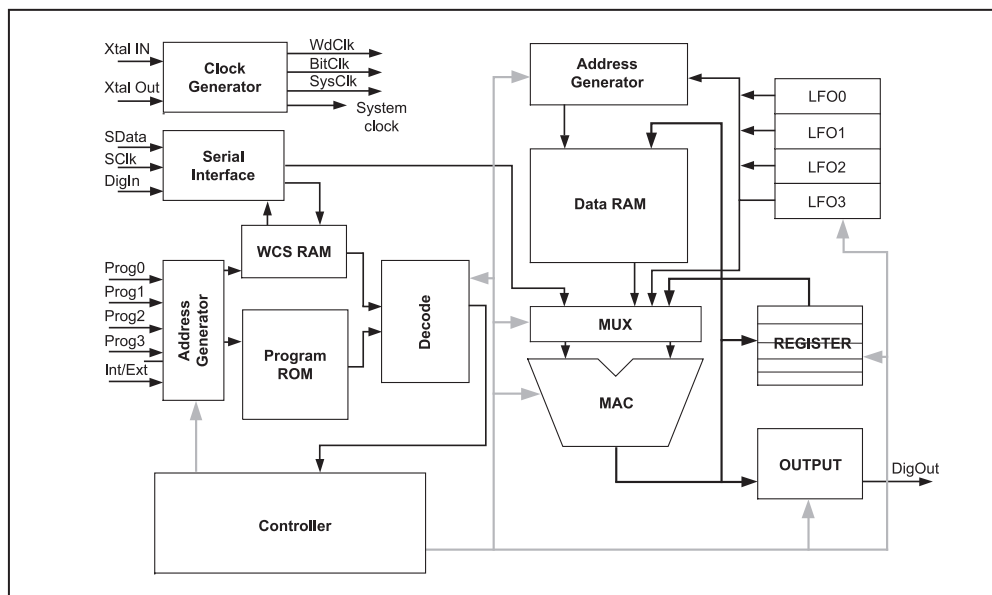 Xtal IN
Xtal Out
Clock
Generator
WdClk
BitClk
SysClk
System
clock
SData
SClk
DigIn
Serial
Interface
WCS RAM
Prog0
Prog1
Prog2
Prog3
Int/Ext
Address
Generator
Program
ROM
Decode
Controller
Address
Generator
Data RAM
MUX
MAC
LFO0
LFO1
LFO2
LFO3
REGISTER
OUTPUT
DigOut